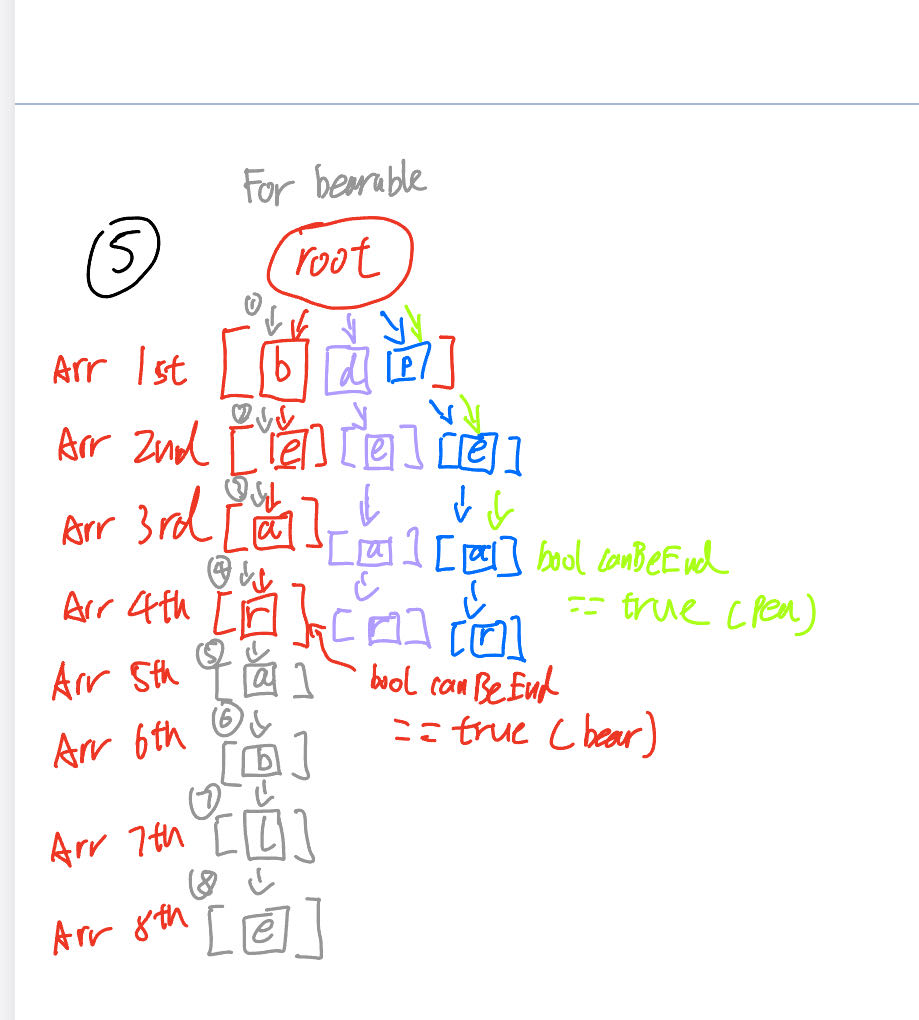 For bearable
5
root
1
Arr 1st [ b d p ]
2
Arr 2nd [ e ] [ e ] [ e ]
3
Arr 3rd [ a ] [ a ] [ a ] bool canBeEnd
== true (Pea)
4
Arr 4th [ r ] [ r ] [ r ]
5
Arr 5th [ a ] bool canBeEnd
== true (bear)
6
Arr 6th [ b ]
7
Arr 7th [ l ]
8
Arr 8th [ e ]